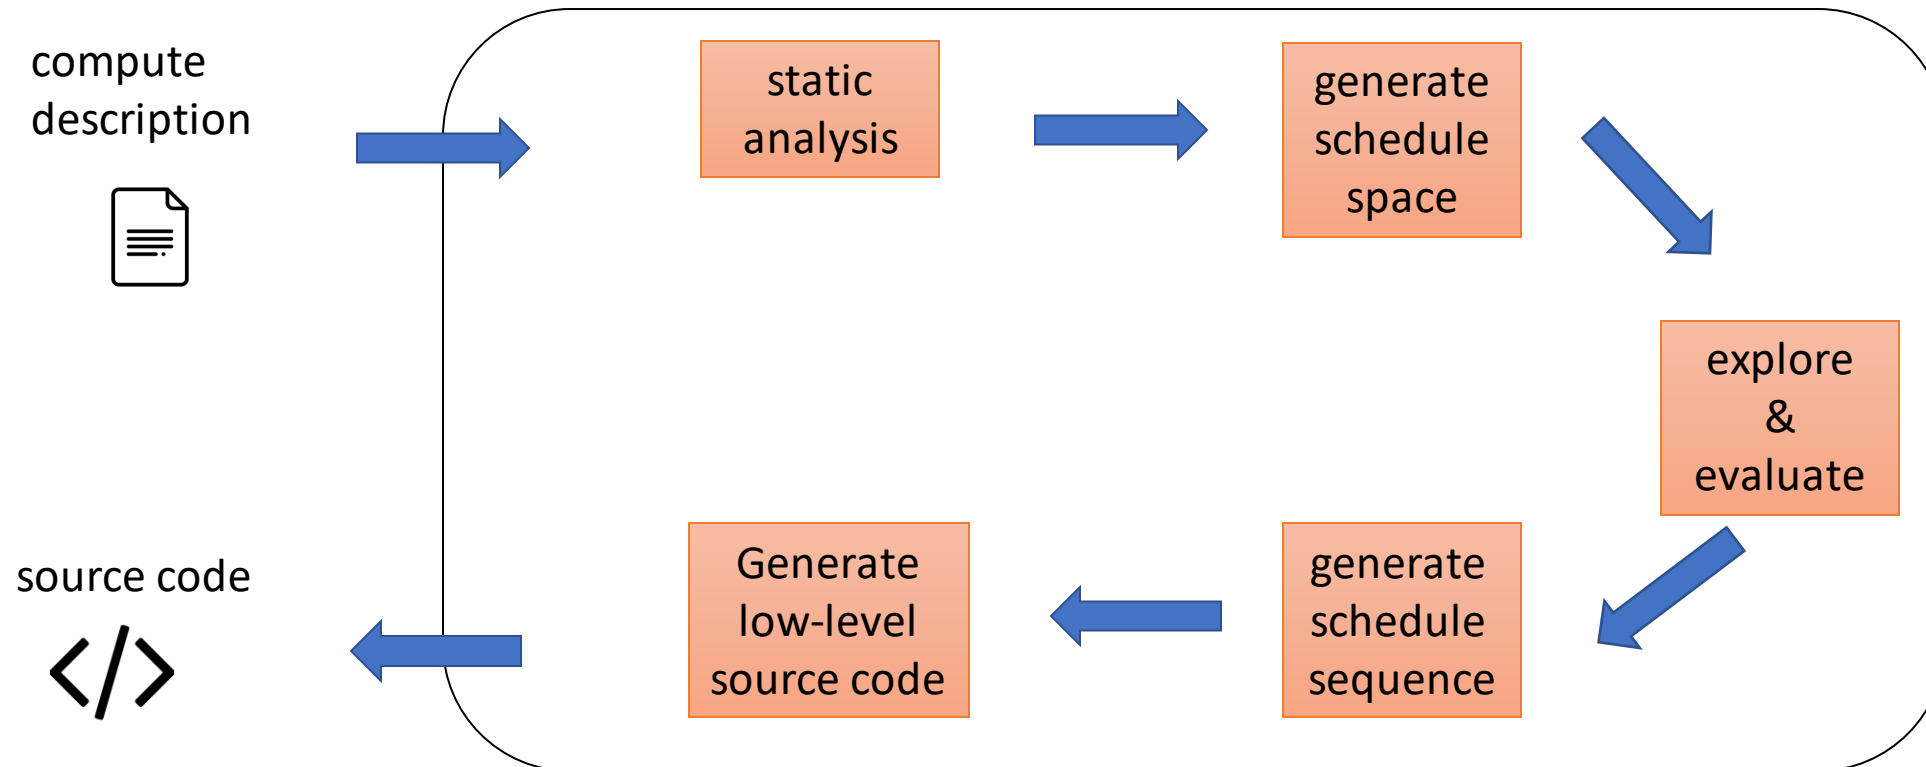 compute
description
static
analysis
generate
schedule
space
explore
&
evaluate
generate
schedule
sequence
Generate
low-level
source code
source code
</>